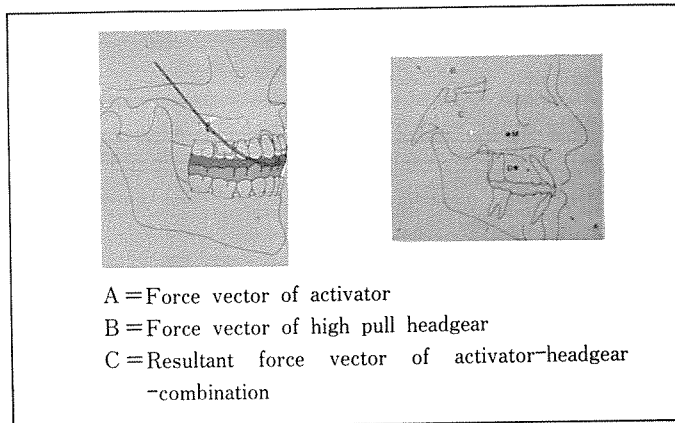 M
D
A = Force vector of activator
B = Force vector of high pull headgear
C = Resultant force vector of activator-headgear
-combination